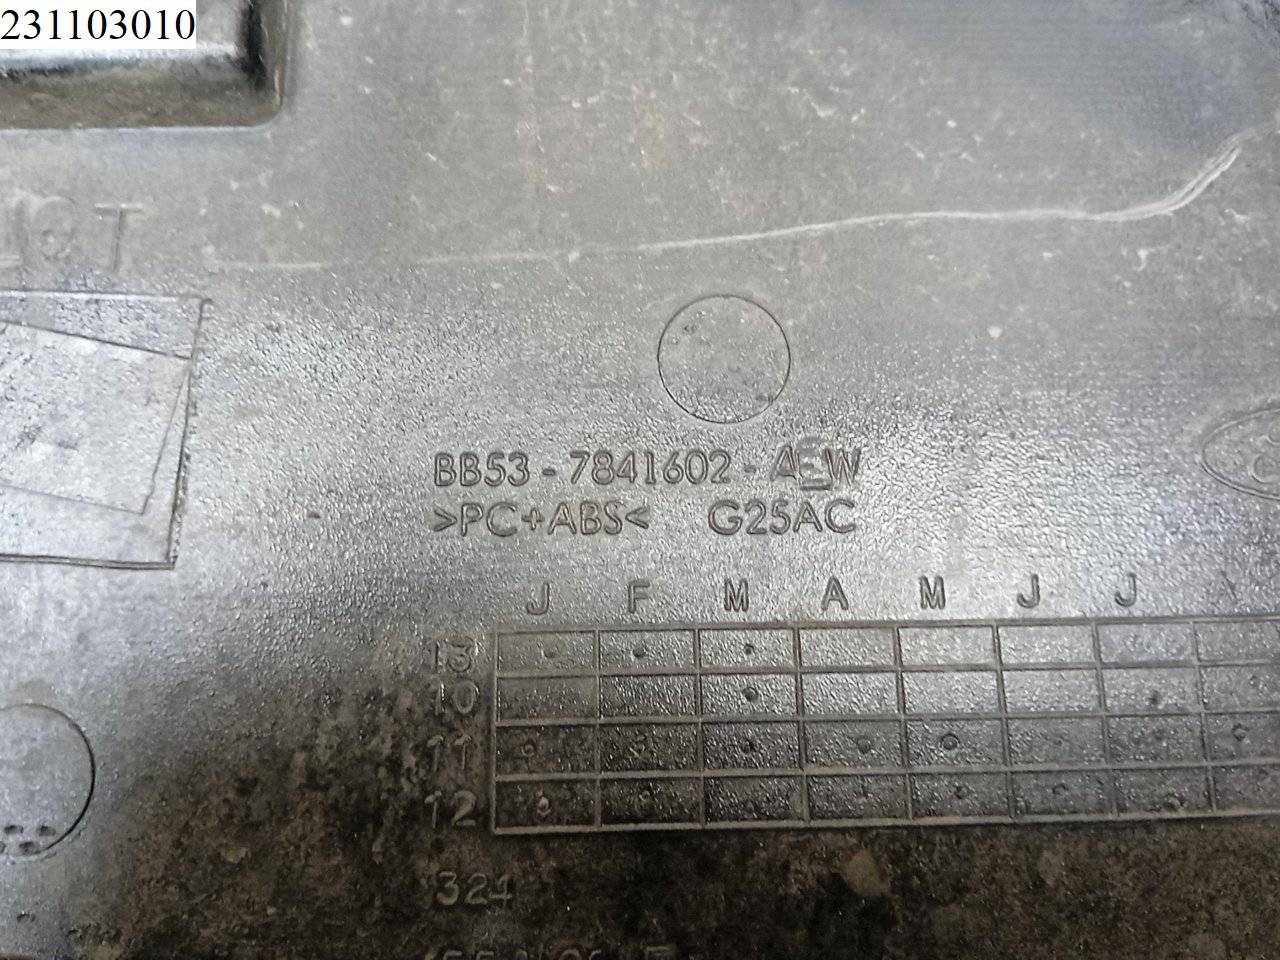 231103010
BB53-7841602-AEW
>PC+ABS< G25AC
J F M A M J J
13
10
11
12
324